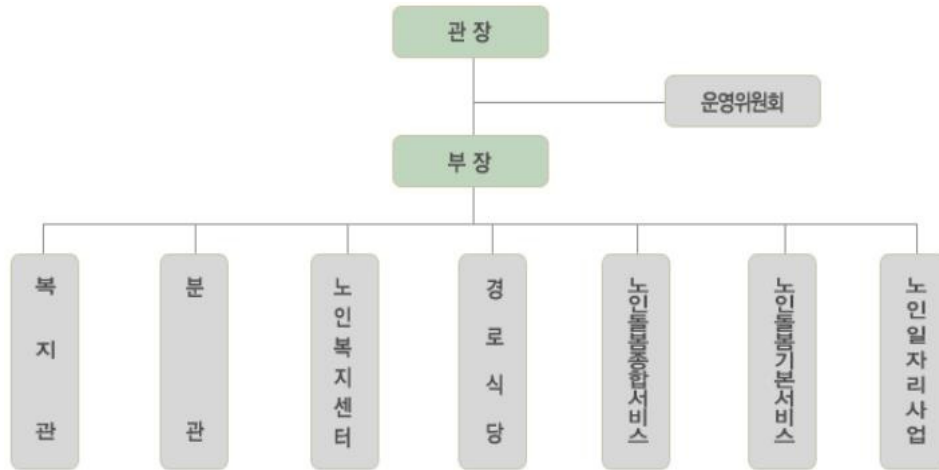 관 장
운영위원회
부 장
복지관
분관
노인복지센터
경로식당
노인돌봄종합서비스
노인돌봄기본서비스
노인일자리사업